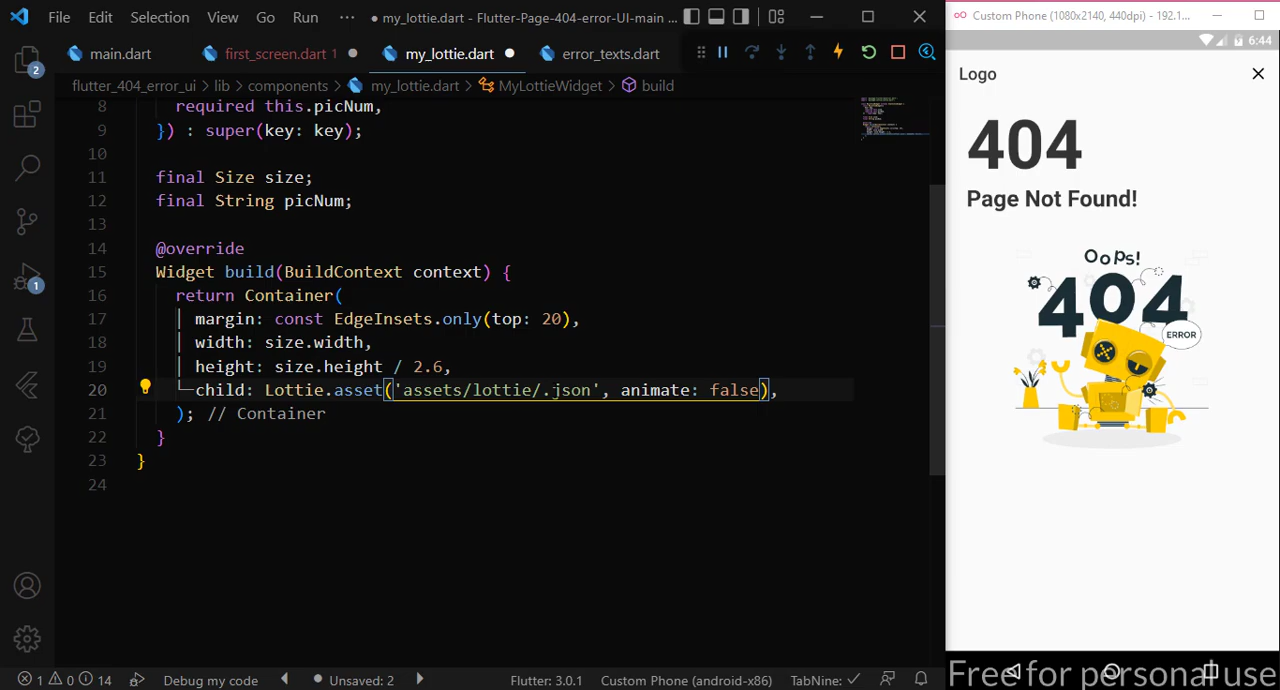 File Edit Selection View Go Run ··· ● my_lottie.dart - Flutter-Page-404-error-UI-main ...
main.dart first_screen.dart 1 ● my_lottie.dart ● error_texts.dart
flutter_404_error_ui > lib > components > my_lottie.dart > MyLottieWidget > build
2
1
8 required this.picNum,
9 }) : super(key: key);
10
11 final Size size;
12 final String picNum;
13
14 @override
15 Widget build(BuildContext context) {
16 return Container(
17 margin: const EdgeInsets.only(top: 20),
18 width: size.width,
19 height: size.height / 2.6,
20 child: Lottie.asset('assets/lottie/.json', animate: false),
21 ); // Container
22 }
23 }
24
1 0 14 Debug my code ● Unsaved: 2 Flutter: 3.0.1 Custom Phone (android-x86) TabNine: ✓
Custom Phone (1080x2140, 440dpi) - 192.1...
6:44
Logo
404
Page Not Found!
Oops!
404
ERROR
Free for personal use